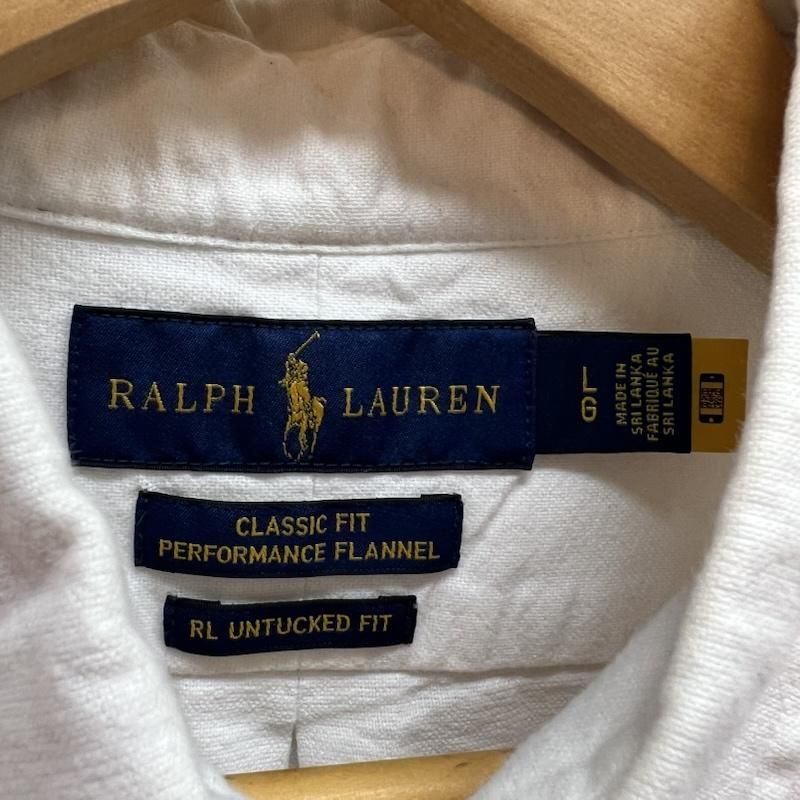 RALPH LAUREN
L
G
MADE IN
SRI LANKA
FABRIQUÉ AU
SRI LANKA
CLASSIC FIT
PERFORMANCE FLANNEL
RL UNTUCKED FIT